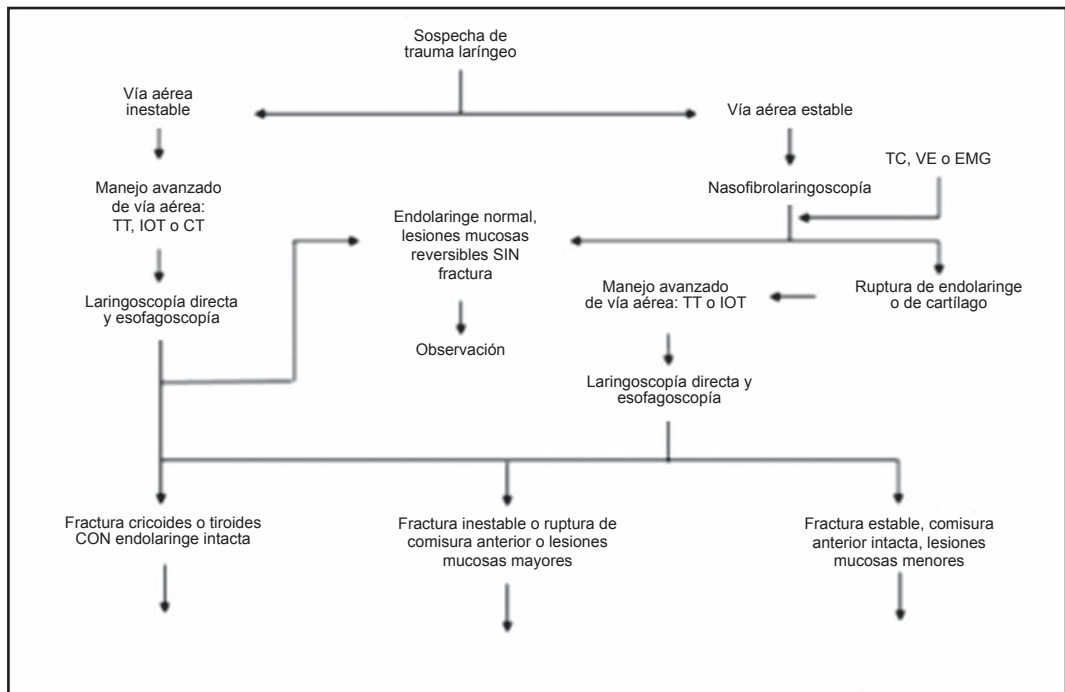 Sospecha de
trauma laríngeo
Vía aérea
inestable
Vía aérea estable
TC, VE o EMG
Manejo avanzado
de vía aérea:
TT, IOT o CT
Nasofibrolaringoscopía
Endolaringe normal,
lesiones mucosas
reversibles SIN
fractura
Laringoscopía directa
y esofagoscopía
Manejo avanzado
de vía aérea: TT o IOT
Ruptura de endolaringe
o de cartílago
Observación
Laringoscopía directa y
esofagoscopía
Fractura cricoides o tiroides
CON endolaringe intacta
Fractura inestable o ruptura de
comisura anterior o lesiones
mucosas mayores
Fractura estable, comisura
anterior intacta, lesiones
mucosas menores